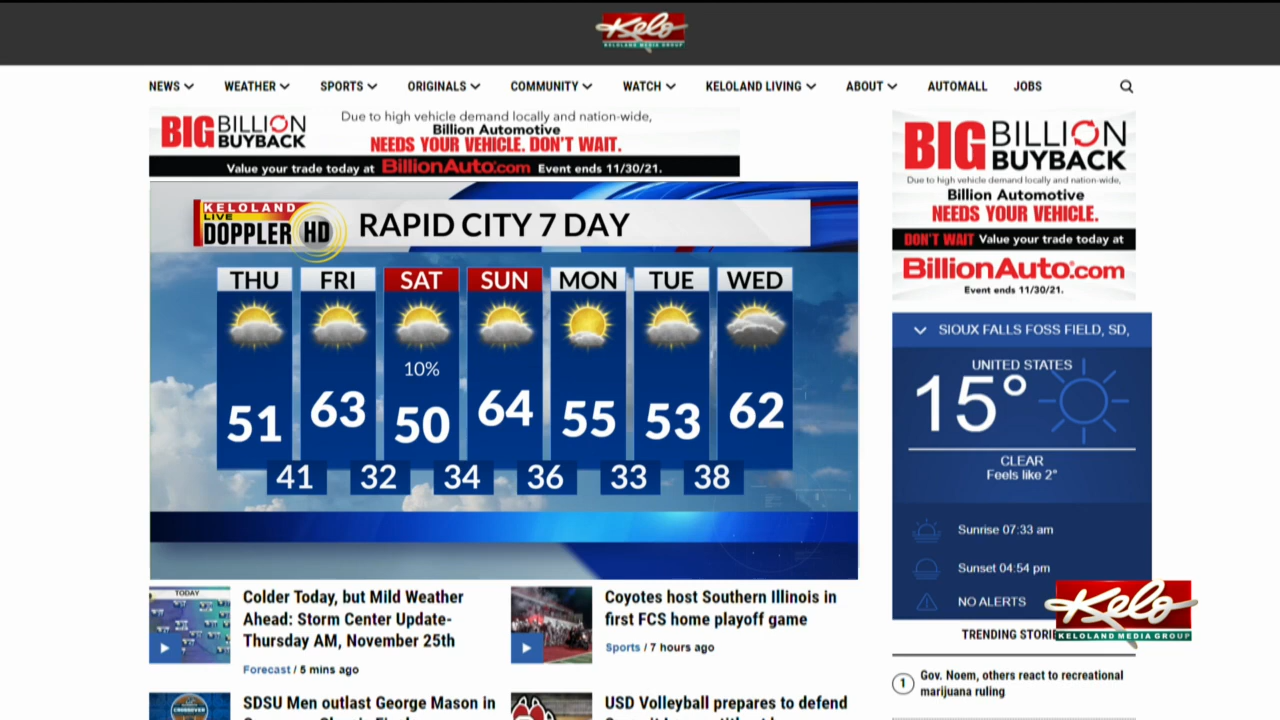 Kelo
KELOLAND MEDIA GROUP
NEWS
WEATHER
SPORTS
ORIGINALS
COMMUNITY
WATCH
KELOLAND LIVING
ABOUT
AUTOMALL
JOBS
BIG BILLION BUYBACK
Due to high vehicle demand locally and nation-wide,
Billion Automotive
NEEDS YOUR VEHICLE. DON'T WAIT.
Value your trade today at BillionAuto.com Event ends 11/30/21.
BIG BILLION BUYBACK
Due to high vehicle demand locally and nation-wide,
Billion Automotive
NEEDS YOUR VEHICLE.
DON'T WAIT Value your trade today at
BillionAuto.com
Event ends 11/30/21.
KELOLAND
LIVE
DOPPLER HD
RAPID CITY 7 DAY
THU FRI SAT SUN MON TUE WED
10%
51 63 50 64 55 53 62
41 32 34 36 33 38
SIOUX FALLS FOSS FIELD, SD,
UNITED STATES
15°
CLEAR
Feels like 2°
Sunrise 07:33 am
Sunset 04:54 pm
NO ALERTS
Kelo
KELOLAND MEDIA GROUP
TODAY
Colder Today, but Mild Weather
Ahead: Storm Center Update-
Thursday AM, November 25th
Forecast / 5 mins ago
Coyotes host Southern Illinois in
first FCS home playoff game
Sports / 7 hours ago
SDSU Men outlast George Mason in
USD Volleyball prepares to defend
TRENDING STORIE
1
Gov. Noem, others react to recreational
marijuana ruling